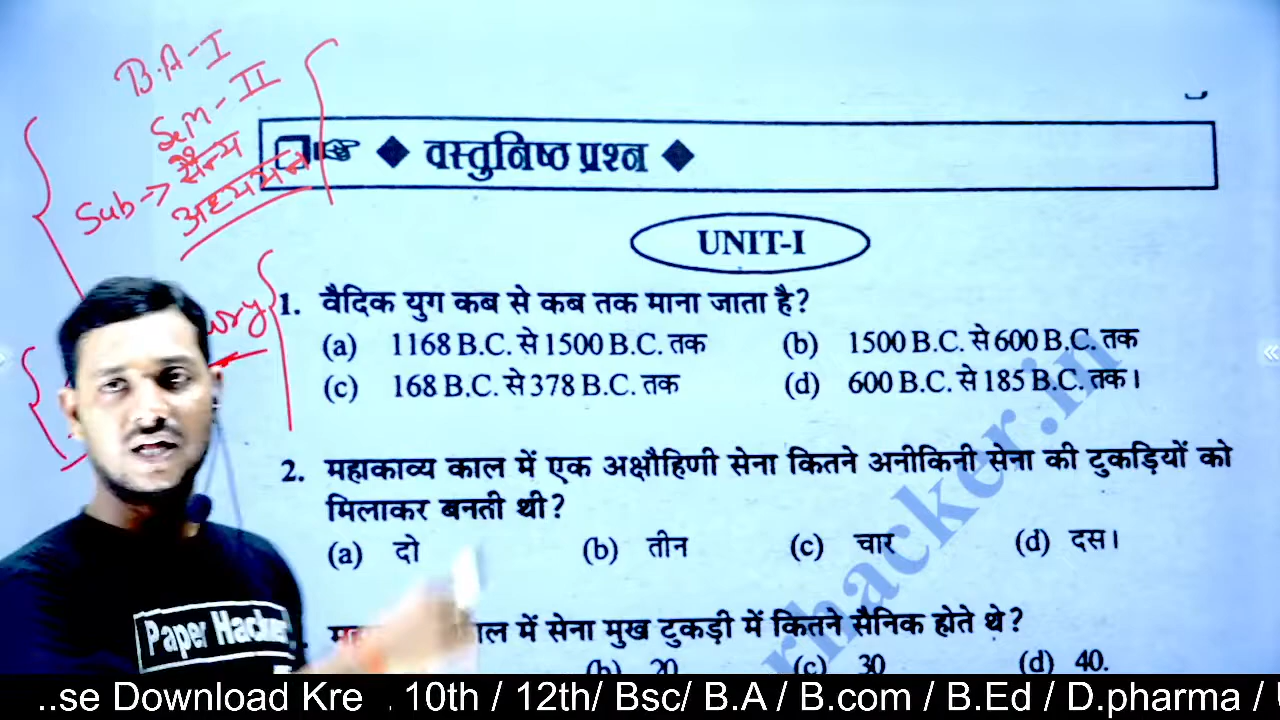 B.A-I
Sem-II
Sub→ सैन्य
अध्ययन
◆ वस्तुनिष्ठ प्रश्न ◆
UNIT-I
1. वैदिक युग कब से कब तक माना जाता है?
(a) 1168 B.C. से 1500 B.C. तक (b) 1500 B.C. से 600 B.C. तक
(c) 168 B.C. से 378 B.C. तक (d) 600 B.C. से 185 B.C. तक।
2. महाकाव्य काल में एक अक्षौहिणी सेना कितने अनीकिनी सेना की टुकड़ियों को
मिलाकर बनती थी?
(a) दो (b) तीन (c) चार (d) दस।
में सेना मुख टुकड़ी में कितने सैनिक होते थे?
(b) 20 (c) 30 (d) 40.
Paper Hacker
rhacker.in
..se Download Kre . 10th / 12th/ Bsc/ B.A / B.com / B.Ed / D.pharma /